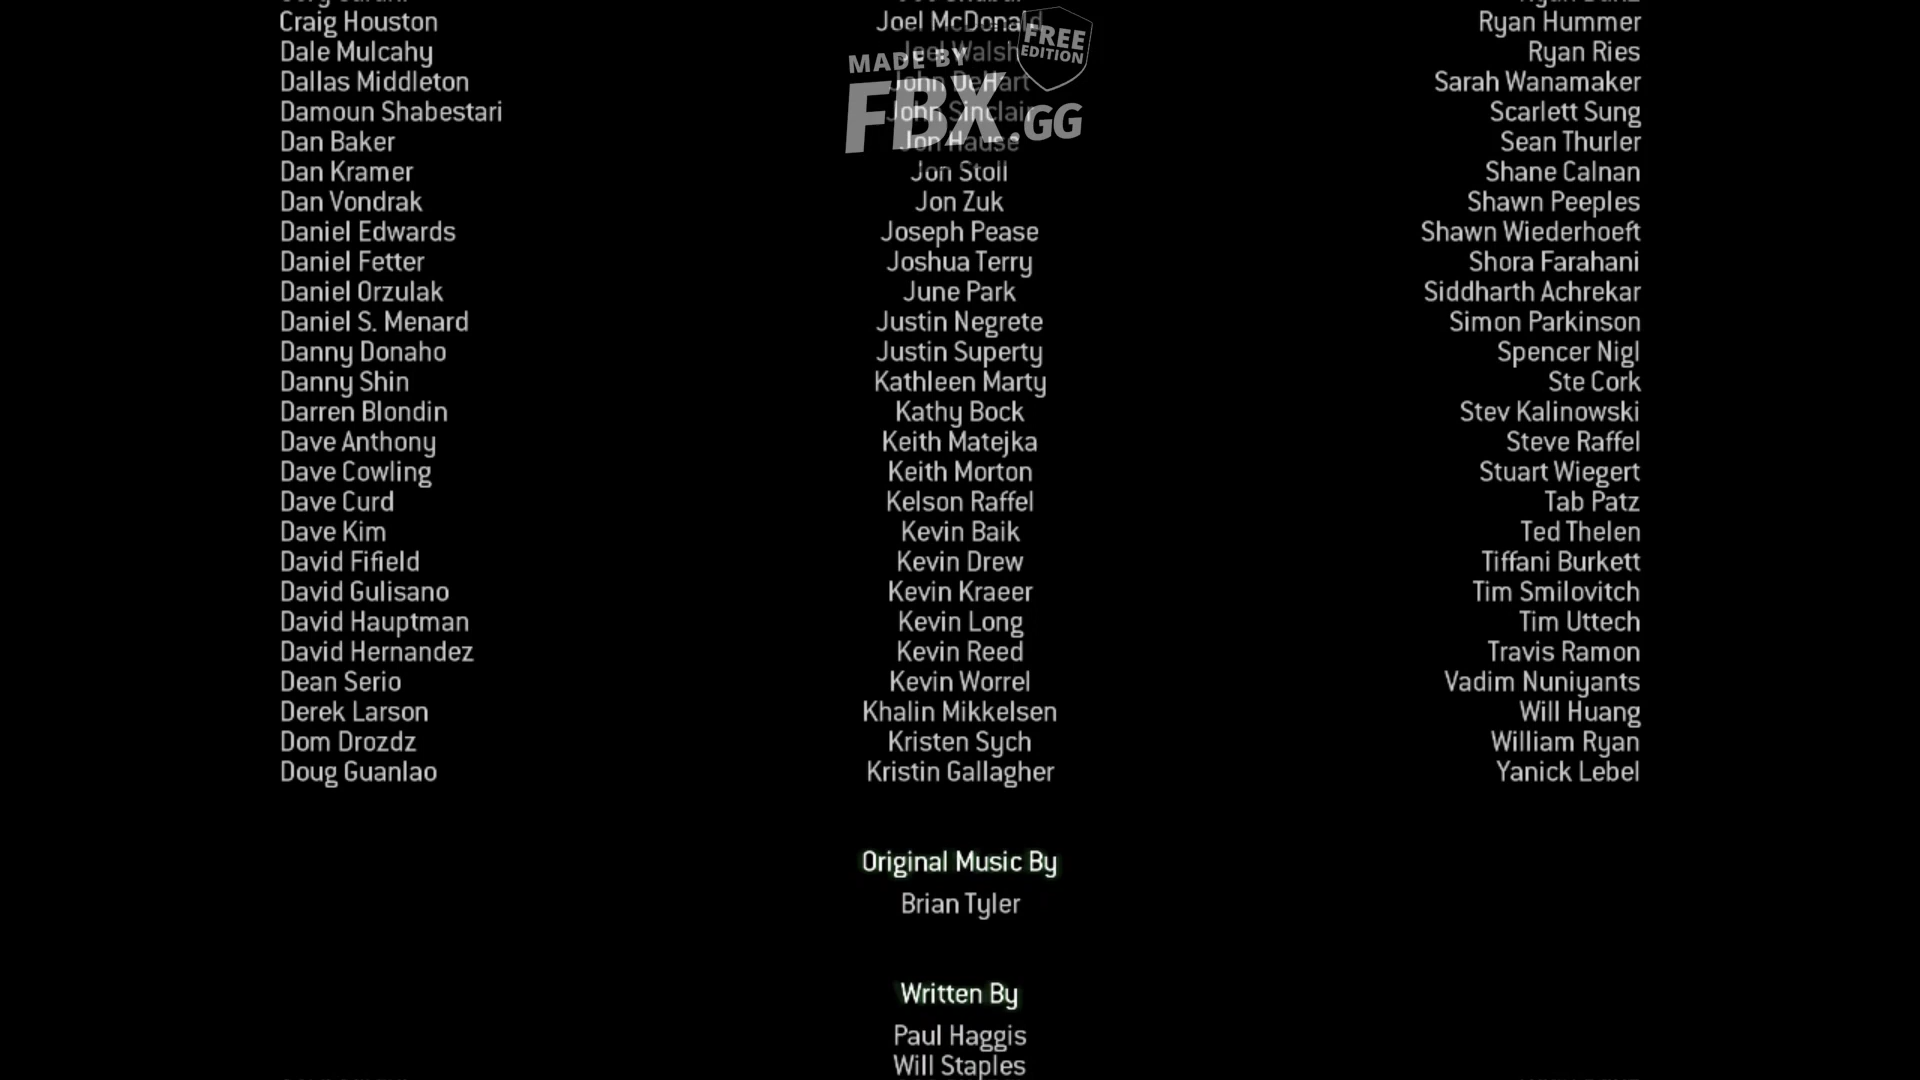 Craig Houston
Dale Mulcahy
Dallas Middleton
Damoun Shabestari
Dan Baker
Dan Kramer
Dan Vondrak
Daniel Edwards
Daniel Fetter
Daniel Orzulak
Daniel S. Menard
Danny Donaho
Danny Shin
Darren Blondin
Dave Anthony
Dave Cowling
Dave Curd
Dave Kim
David Fifield
David Gulisano
David Hauptman
David Hernandez
Dean Serio
Derek Larson
Dom Drozdz
Doug Guanlao
Joel McDonald
Joel Walsh
John DeHart
John Sinclair
Jon Hause
Jon Stoll
Jon Zuk
Joseph Pease
Joshua Terry
June Park
Justin Negrete
Justin Superty
Kathleen Marty
Kathy Bock
Keith Matejka
Keith Morton
Kelson Raffel
Kevin Baik
Kevin Drew
Kevin Kraeer
Kevin Long
Kevin Reed
Kevin Worrel
Khalin Mikkelsen
Kristen Sych
Kristin Gallagher
Ryan Hummer
Ryan Ries
Sarah Wanamaker
Scarlett Sung
Sean Thurler
Shane Calnan
Shawn Peeples
Shawn Wiederhoeft
Shora Farahani
Siddharth Achrekar
Simon Parkinson
Spencer Nigl
Ste Cork
Stev Kalinowski
Steve Raffel
Stuart Wiegert
Tab Patz
Ted Thelen
Tiffani Burkett
Tim Smilovitch
Tim Uttech
Travis Ramon
Vadim Nuniyants
Will Huang
William Ryan
Yanick Lebel
Original Music By
Brian Tyler
Written By
Paul Haggis
Will Staples
MADE BY
FBX.GG
FREE
EDITION